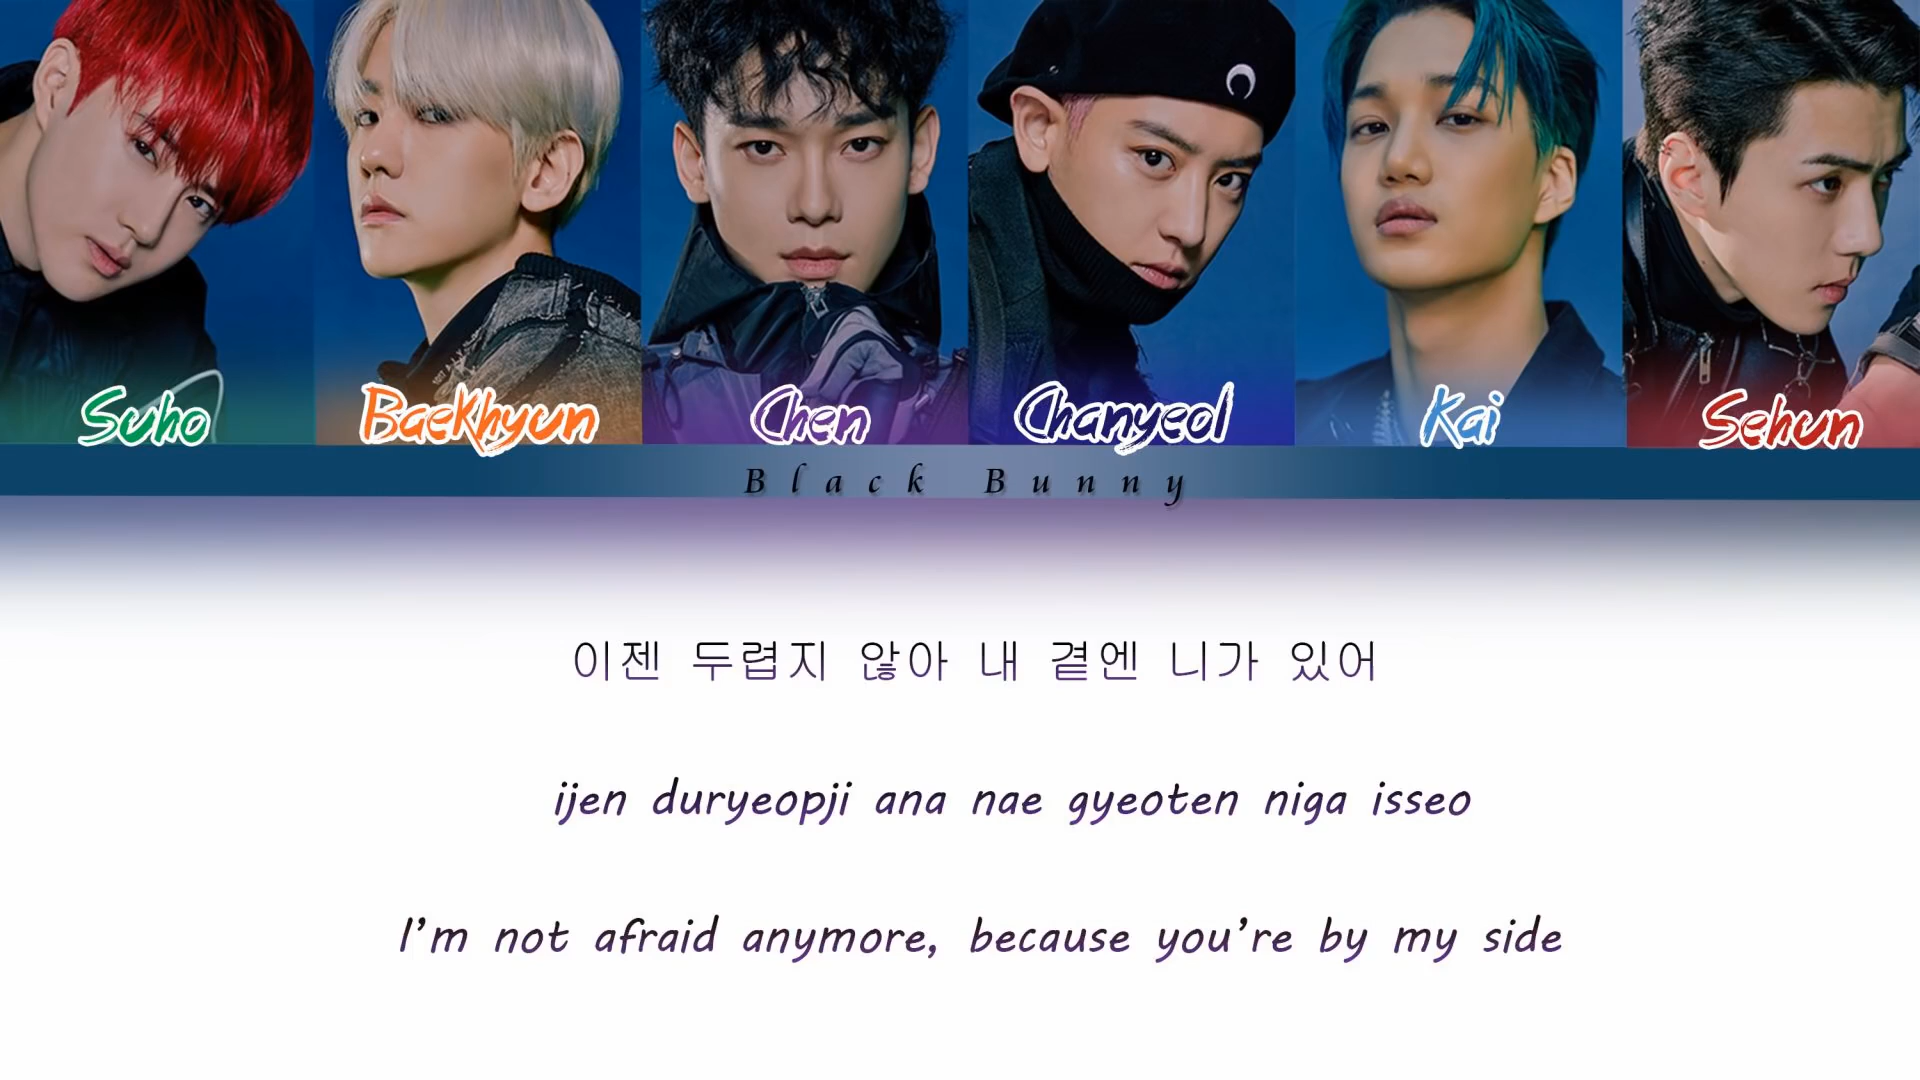 Suho
Baekhyun
Chen
Chanyeol
Kai
Sehun
Black Bunny
이젠 두렵지 않아 내 곁엔 니가 있어
ijen duryeopji ana nae gyeoten niga isseo
I'm not afraid anymore, because you're by my side